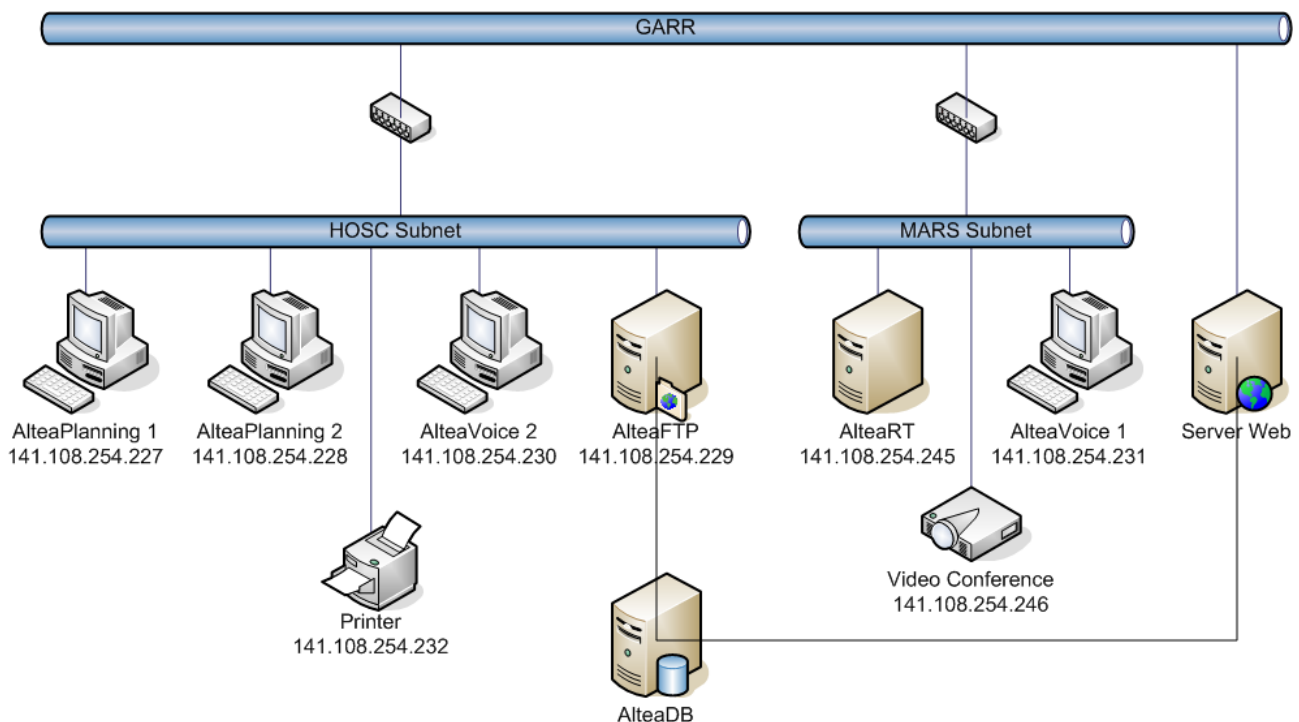 GARR
HOSC Subnet
MARS Subnet
AlteaPlanning 1
141.108.254.227
AlteaPlanning 2
141.108.254.228
AlteaVoice 2
141.108.254.230
AlteaFTP
141.108.254.229
AlteaRT
141.108.254.245
AlteaVoice 1
141.108.254.231
Server Web
Printer
141.108.254.232
Video Conference
141.108.254.246
AlteaDB